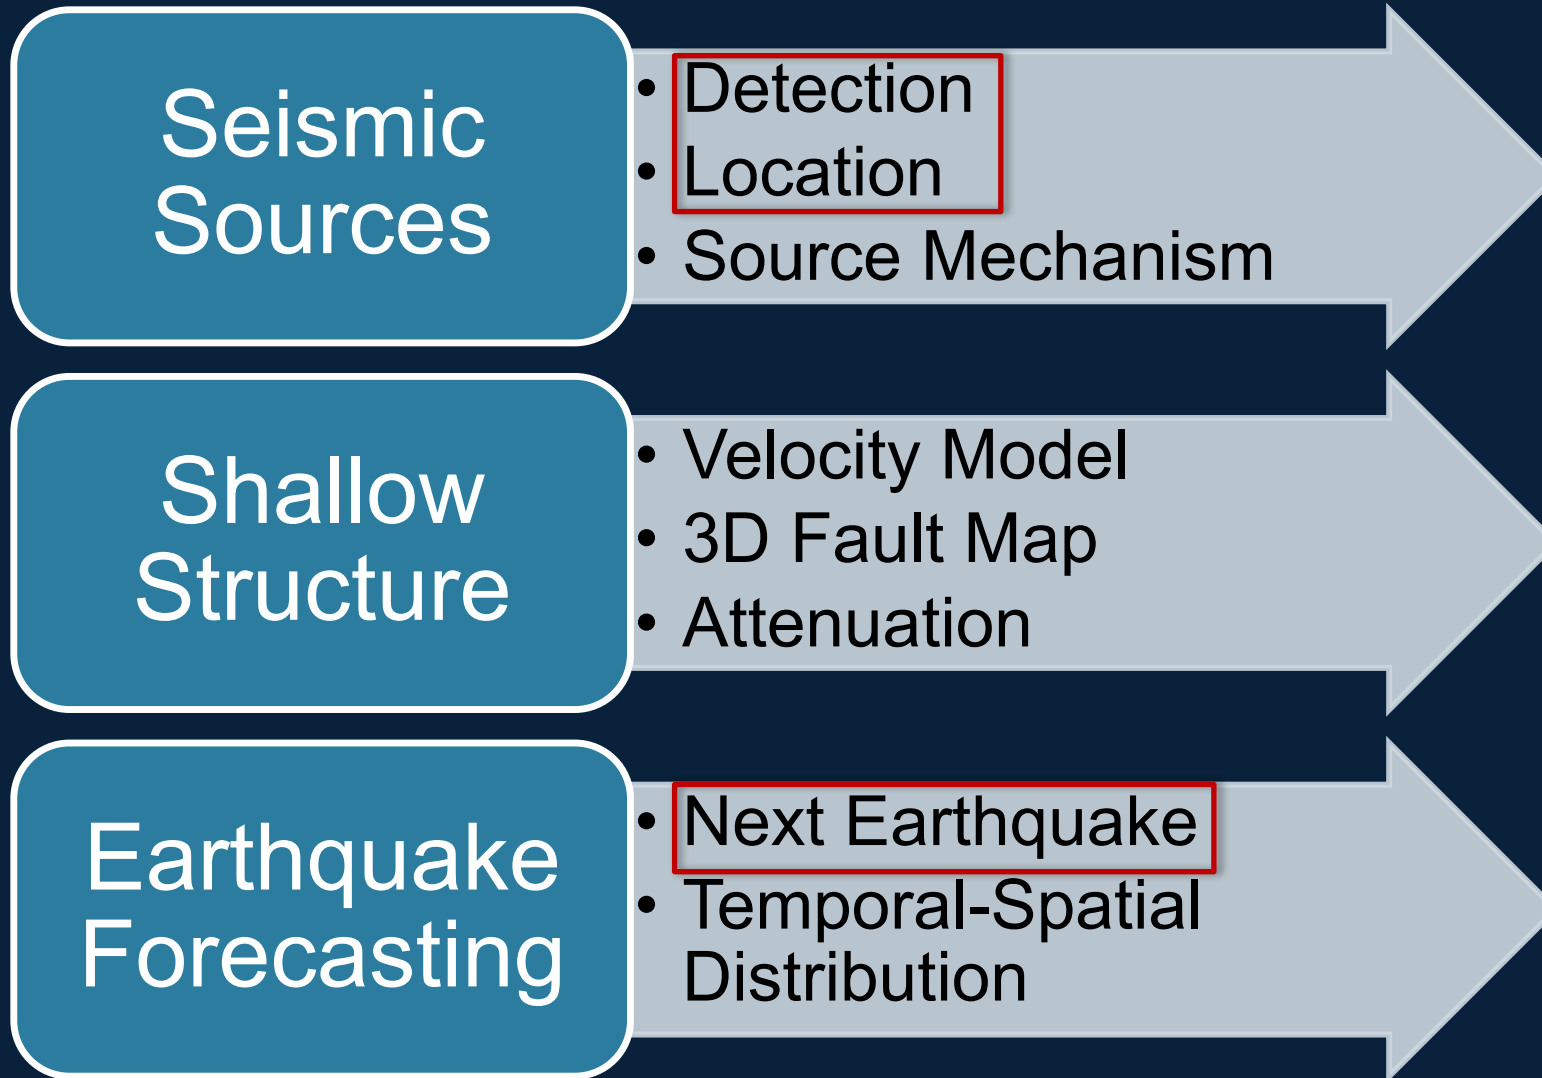 Seismic
Sources
• Detection
• Location
• Source Mechanism
Shallow
Structure
• Velocity Model
• 3D Fault Map
• Attenuation
Earthquake
Forecasting
• Next Earthquake
• Temporal-Spatial
Distribution